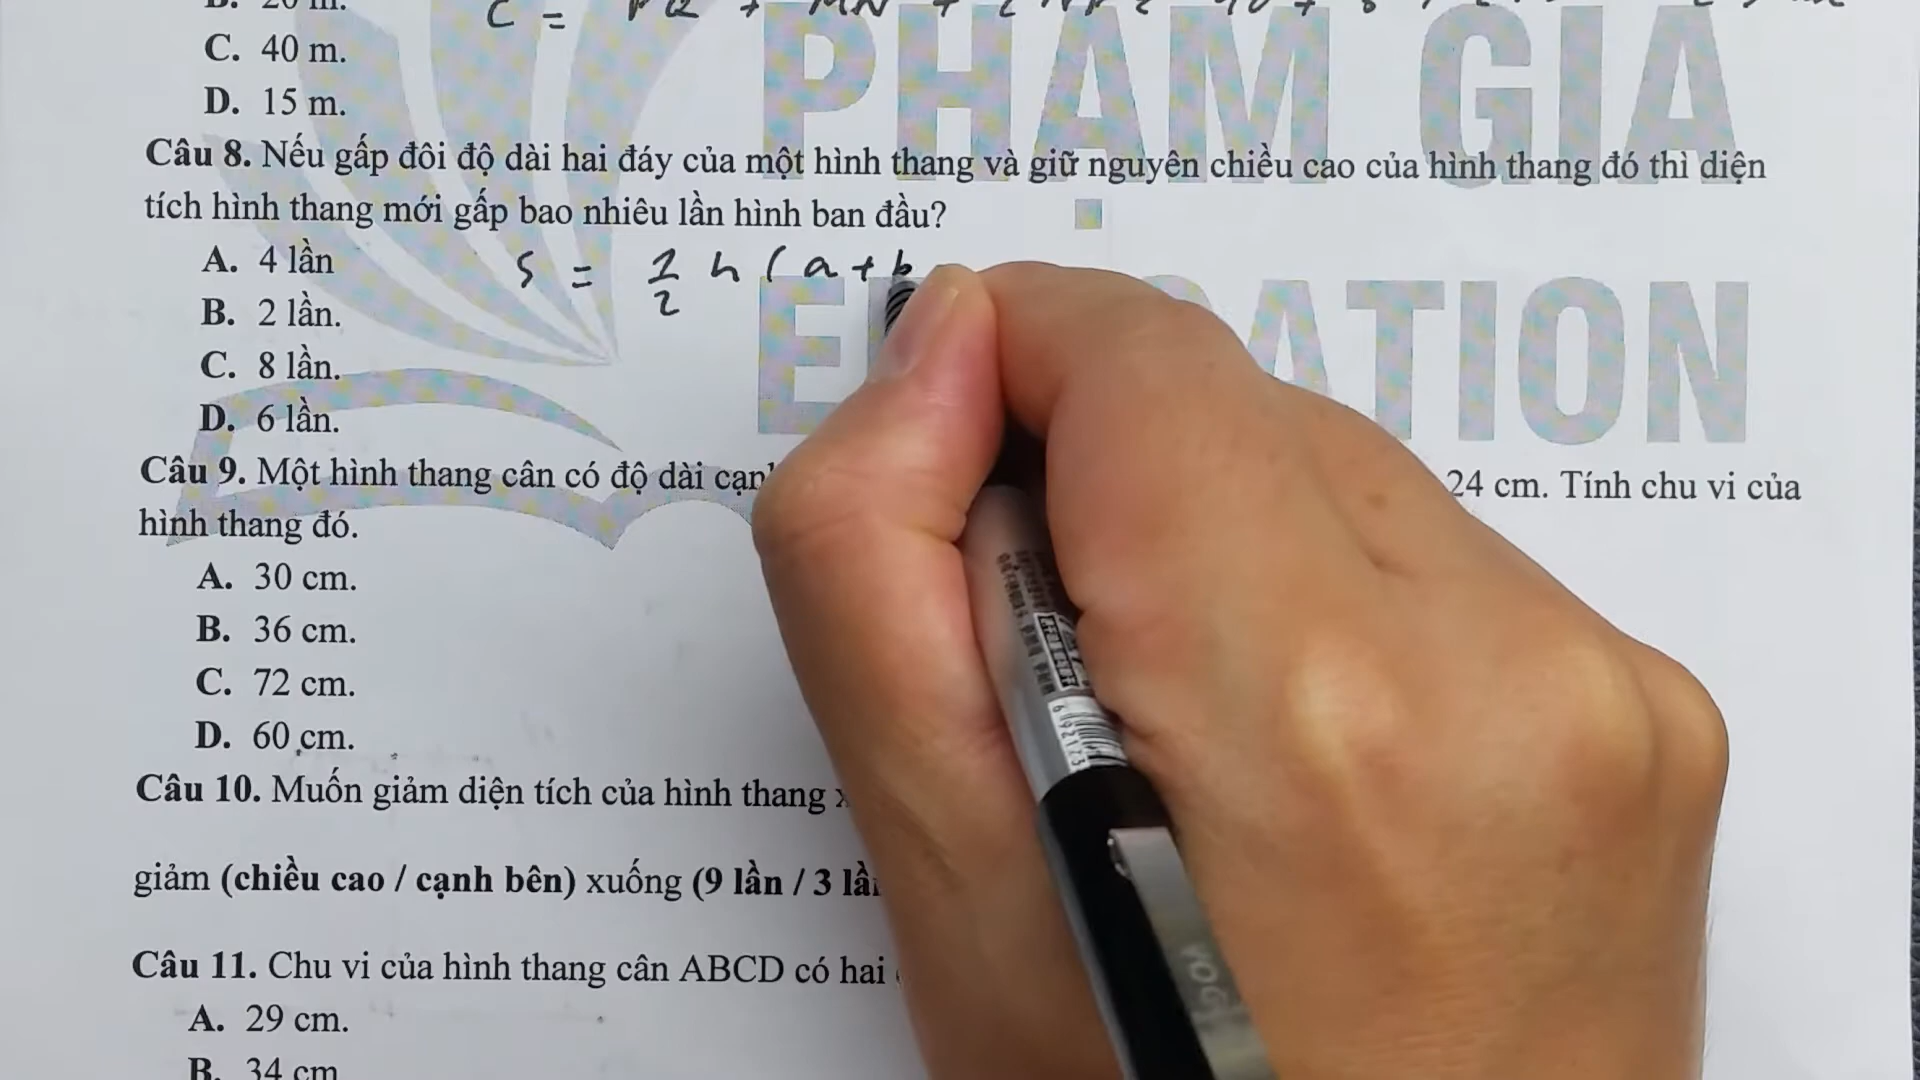 C =
C. 40 m.
D. 15 m.
Câu 8. Nếu gấp đôi độ dài hai đáy của một hình thang và giữ nguyên chiều cao của hình thang đó thì diện
tích hình thang mới gấp bao nhiêu lần hình ban đầu?
A. 4 lần
S = 1/2 h (a + b
B. 2 lần.
C. 8 lần.
D. 6 lần.
Câu 9. Một hình thang cân có độ dài 24 cm. Tính chu vi của
hình thang đó.
A. 30 cm.
B. 36 cm.
C. 72 cm.
D. 60 cm.
Câu 10. Muốn giảm diện tích của hình thang
giảm (chiều cao / cạnh bên) xuống (9 lần / 3
Câu 11. Chu vi của hình thang cân ABCD có hai
A. 29 cm.
B. 34 cm
PHẠM GIA